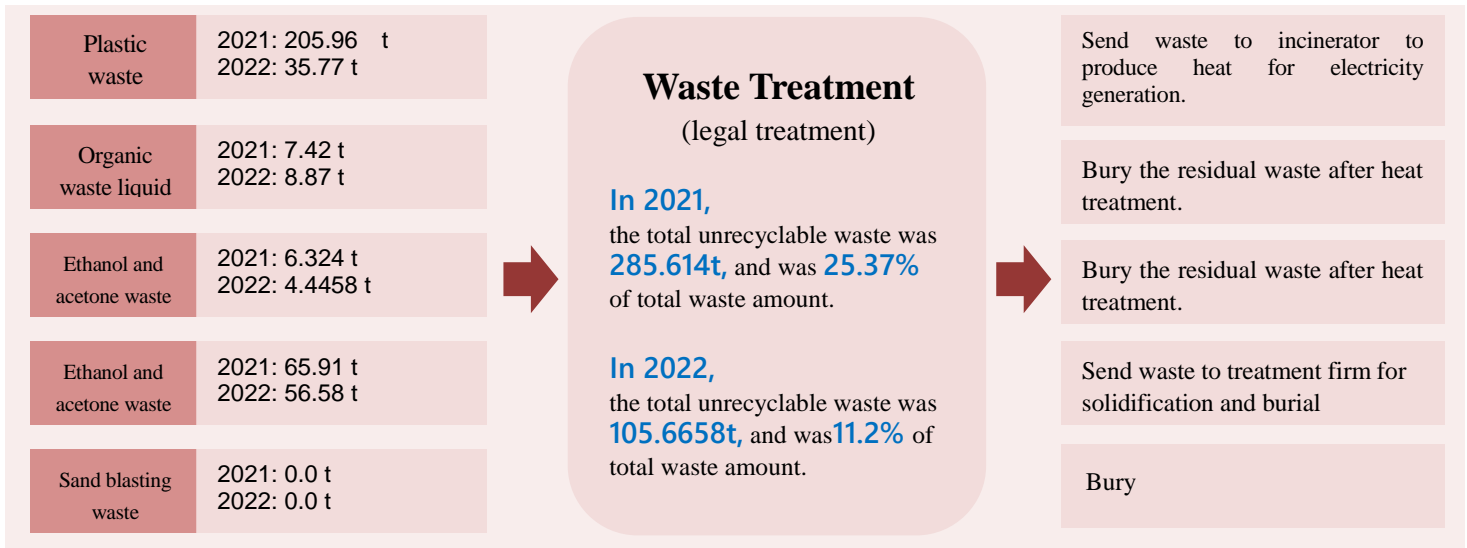 Plastic
waste
2021: 205.96 t
2022: 35.77 t
Organic
waste liquid
2021: 7.42 t
2022: 8.87 t
Ethanol and
acetone waste
2021: 6.324 t
2022: 4.4458 t
Ethanol and
acetone waste
2021: 65.91 t
2022: 56.58 t
Sand blasting
waste
2021: 0.0 t
2022: 0.0 t
Waste Treatment
(legal treatment)
In 2021,
the total unrecyclable waste was
285.614t, and was 25.37%
of total waste amount.
In 2022,
the total unrecyclable waste was
105.6658t, and was11.2% of
total waste amount.
Send waste to incinerator to
produce heat for electricity
generation.
Bury the residual waste after heat
treatment.
Bury the residual waste after heat
treatment.
Send waste to treatment firm for
solidification and burial
Bury